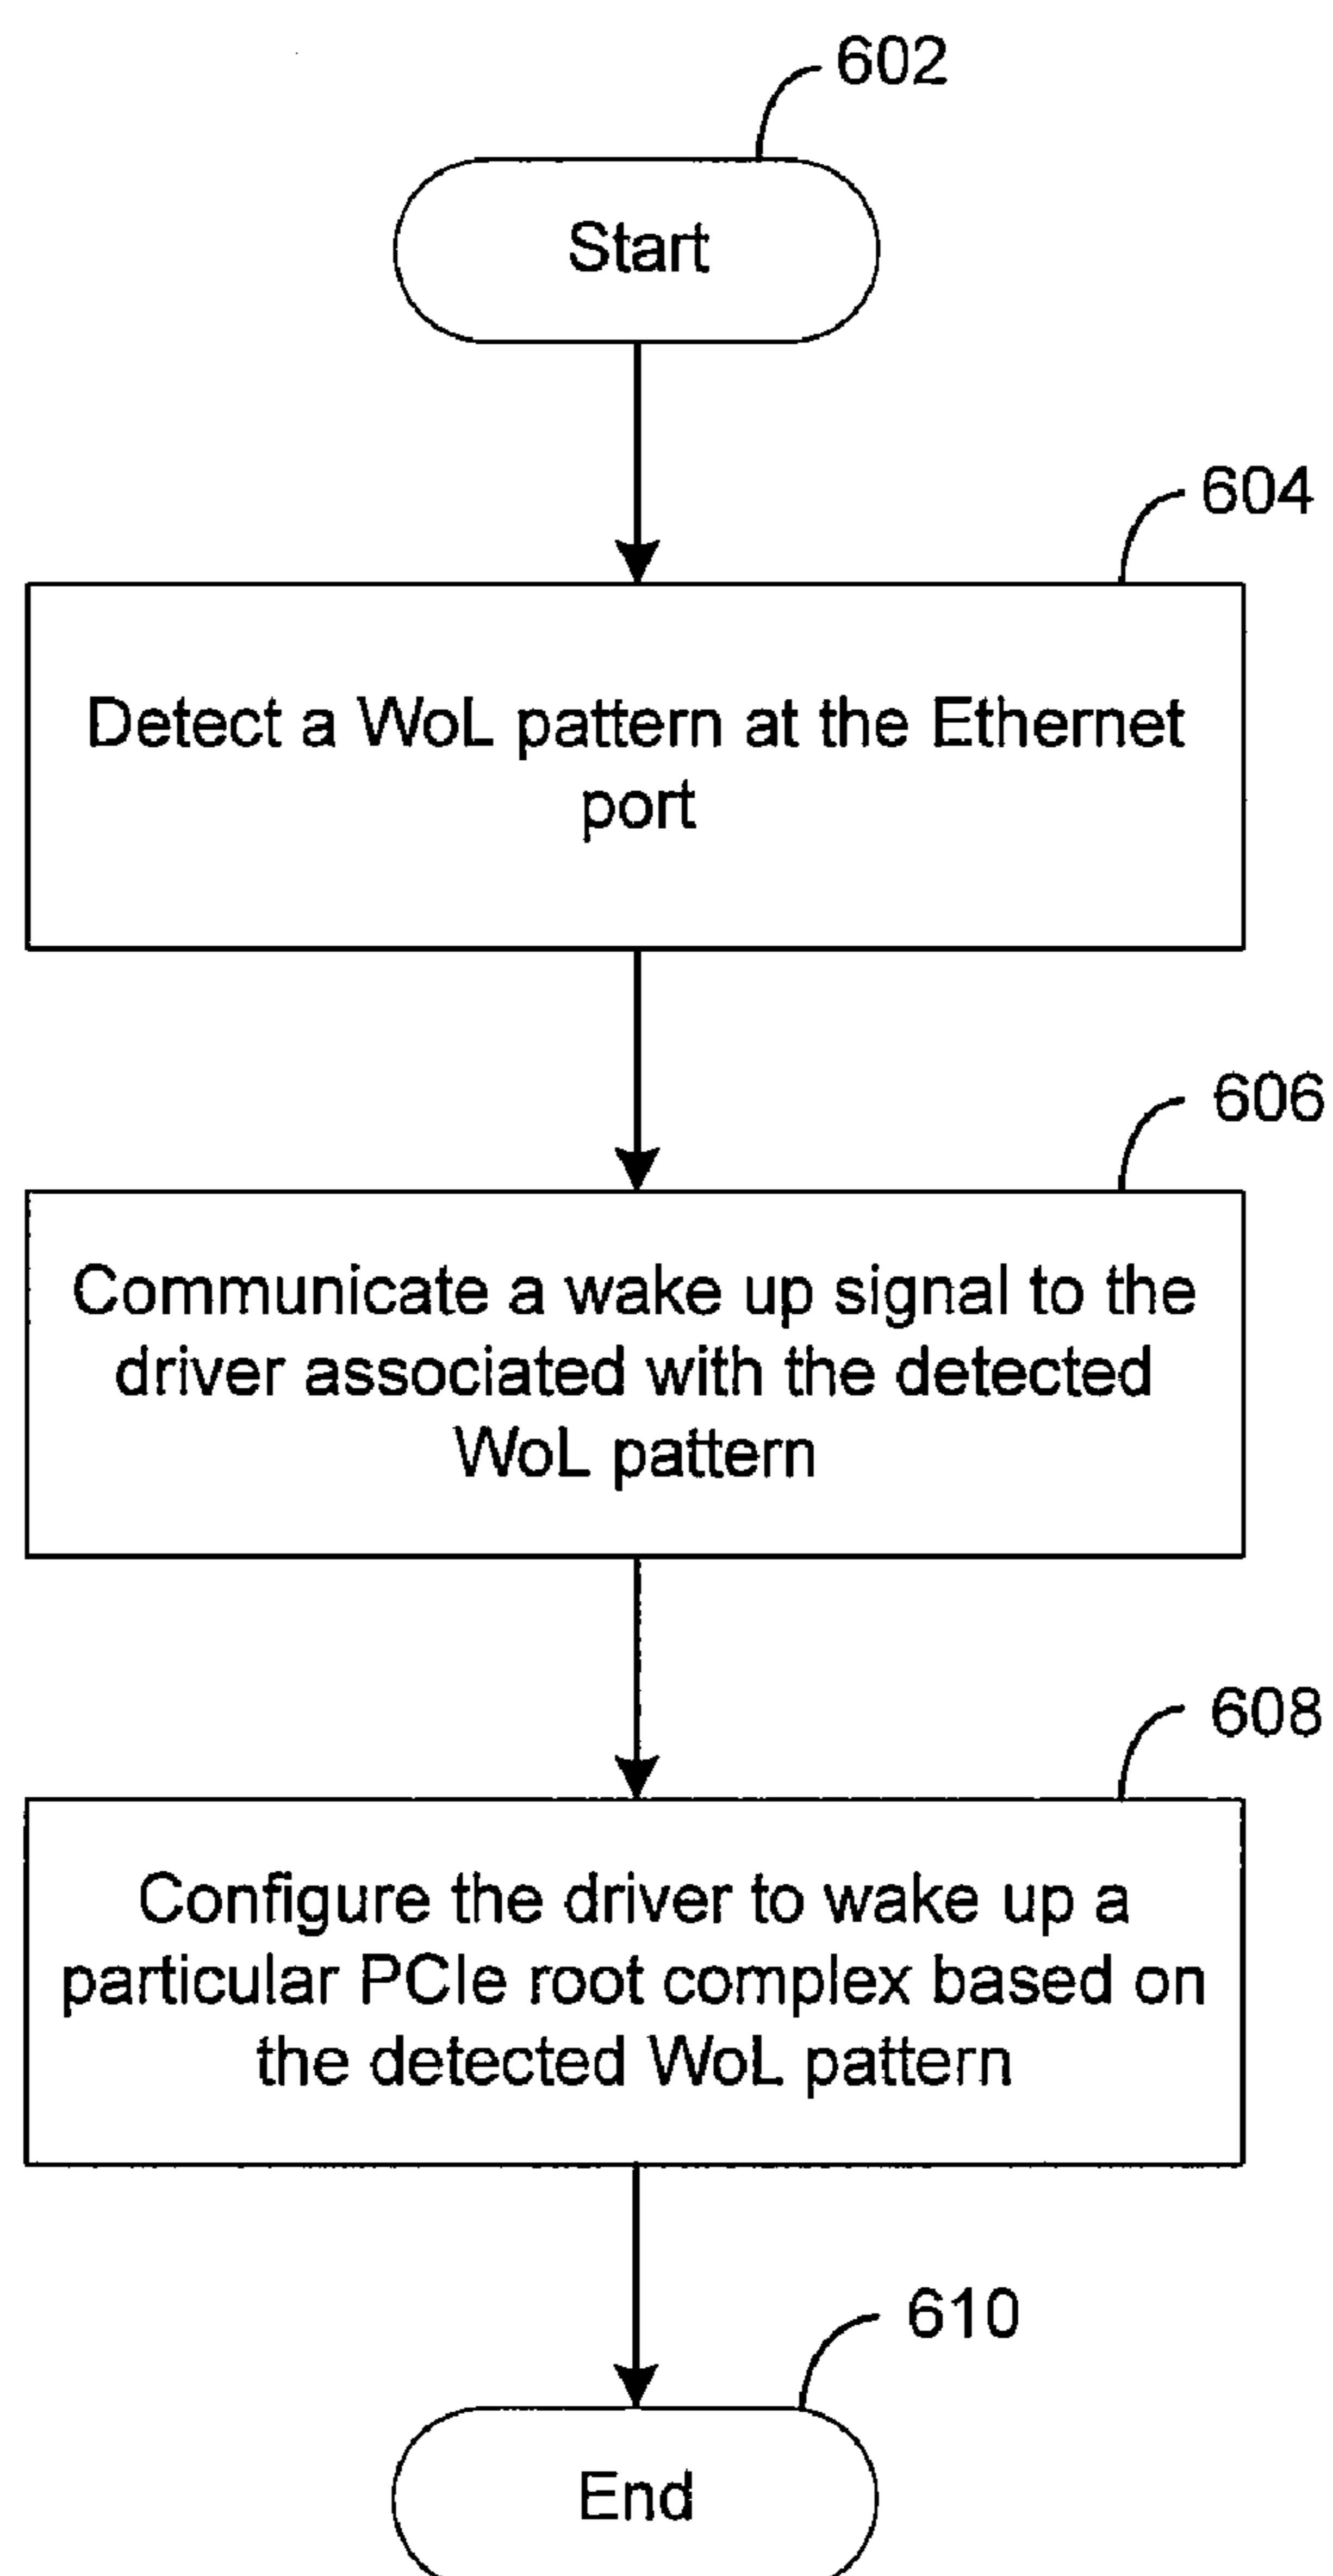 602
Start
604
Detect a WoL pattern at the Ethernet
port
606
Communicate a wake up signal to the
driver associated with the detected
WoL pattern
608
Configure the driver to wake up a
particular PCIe root complex based on
the detected WoL pattern
610
End